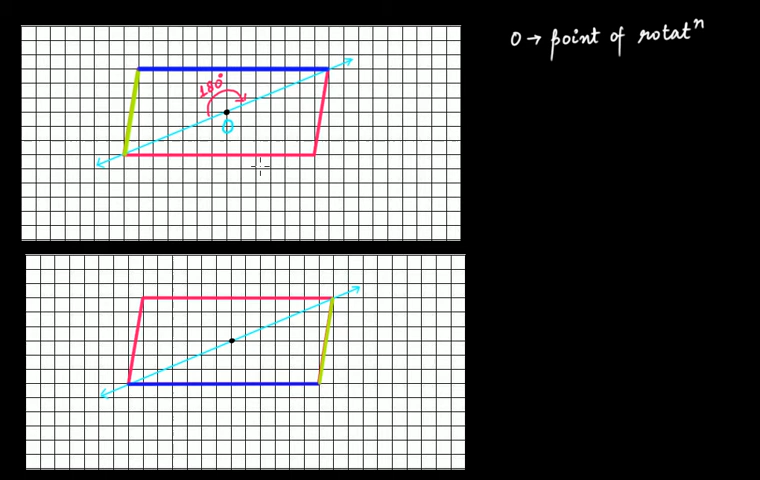 O → point of rotatⁿ
180°
O